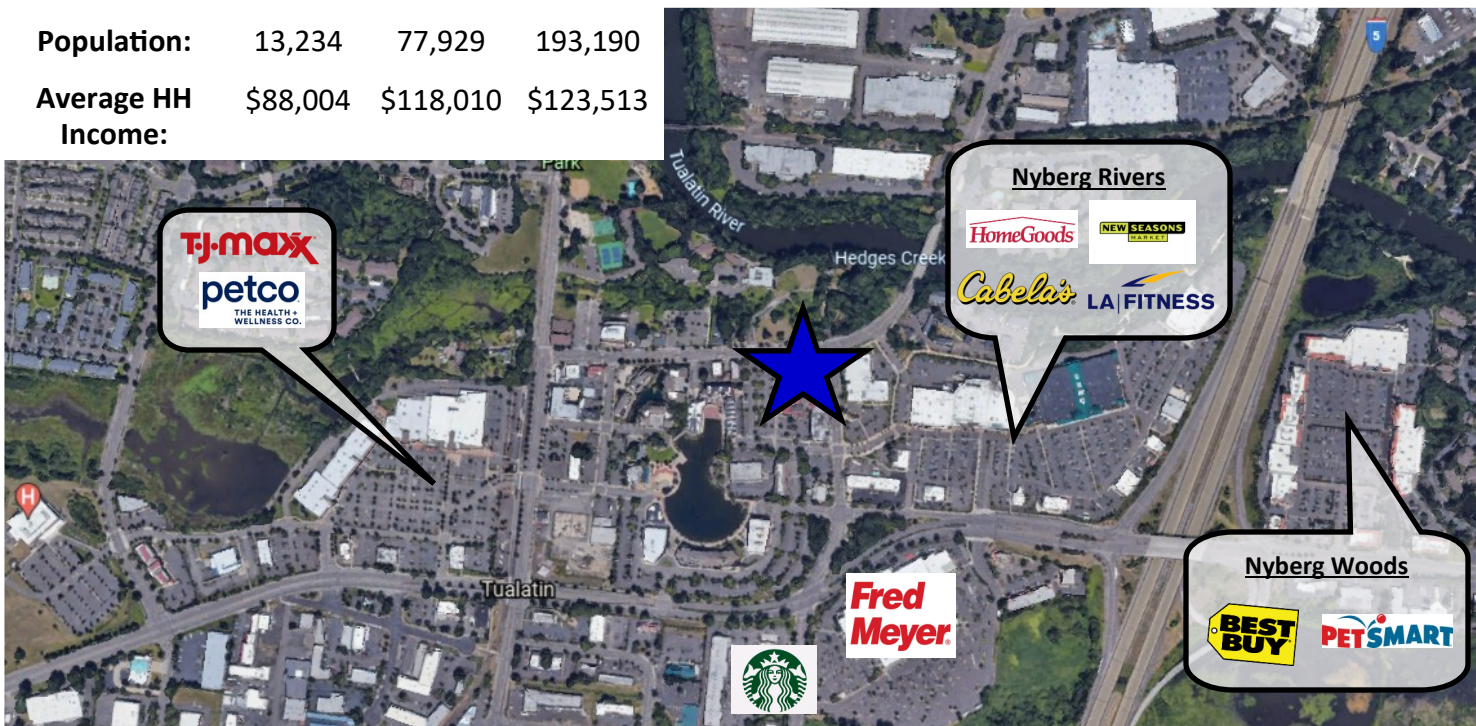 Population: 13,234 77,929 193,190
Average HH Income: $88,004 $118,010 $123,513
5
Park
Tualatin River
Hedges Creek
Nyberg Rivers
HomeGoods
NEW SEASONS
MARKET
Cabela's
LA|FITNESS
T·J·maxx
petco
THE HEALTH +
WELLNESS CO.
H
Tualatin
Fred
Meyer
Nyberg Woods
BEST
BUY
PETSMART